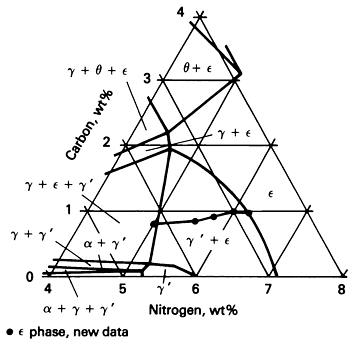 4
θ + ϵ
γ + θ + ϵ
3
Carbon, wt%
2
γ + ϵ
γ + ϵ + γ′
ϵ
1
γ + γ′
α + γ′
γ′ + ϵ
0
4
5
6
7
8
γ′
α + γ + γ′
Nitrogen, wt%
● ϵ phase, new data